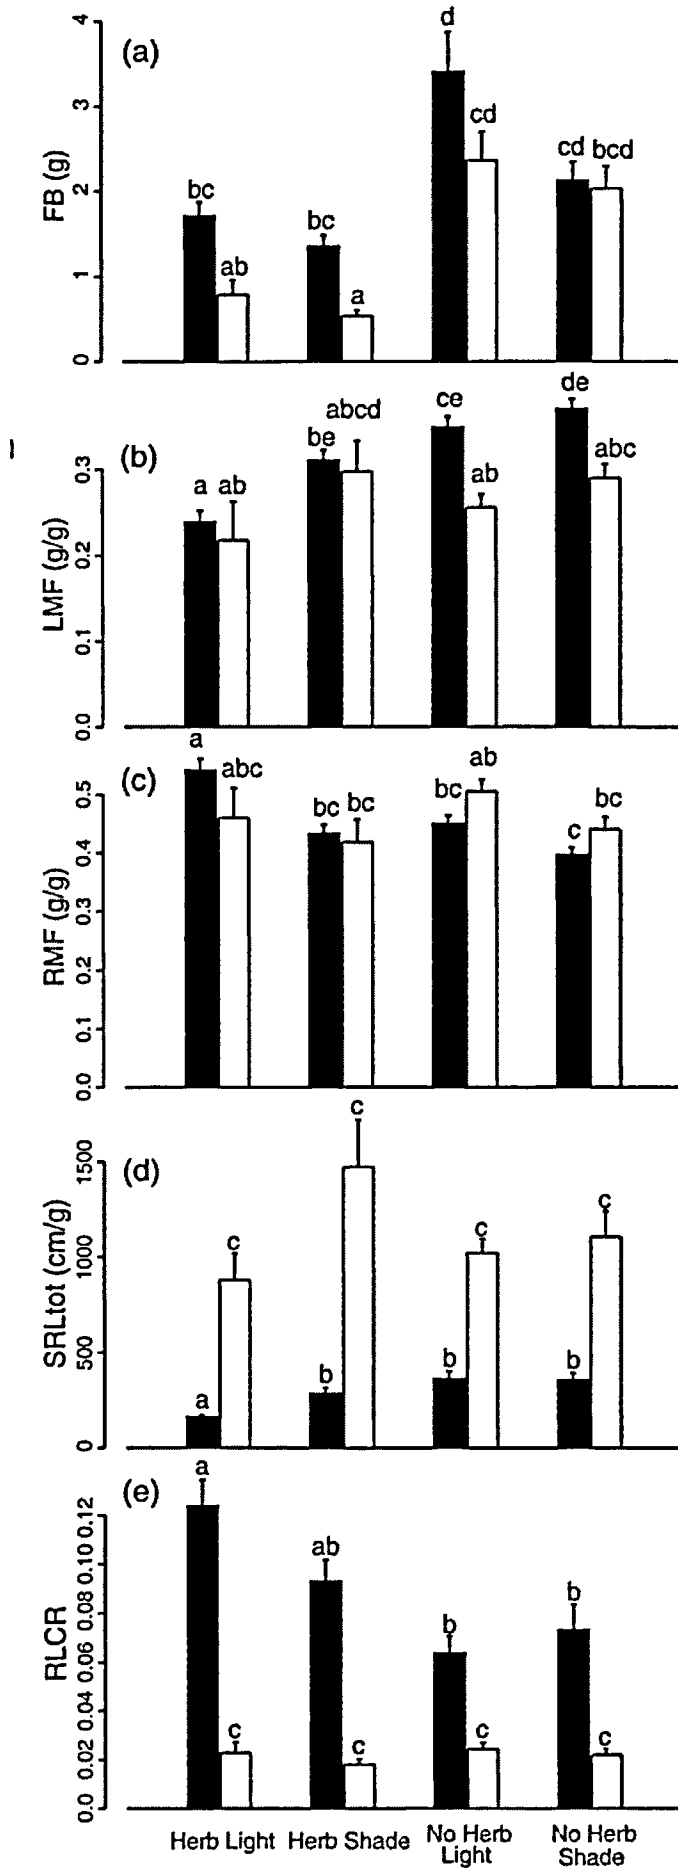 d
4
(a)
cd
3
cd bcd
FB (g)
bc
bc
2
ab
a
1
0
de
abcd
ce
(b)
be
abc
0.3
a ab
ab
LMF (g/g)
0.2
0.1
0.0
a
ab
(c)
abc
0.5
bc bc
bc
bc
c
0.4
RMF (g/g)
0.3
0.2
0.1
0.0
c
1500
(d)
c
c
c
SRLtot (cm/g)
1000
500
b
b
b
a
0
a
(e)
0.12
ab
0.10
b
RLCR
0.08
b
0.06
0.04
c
c
c
c
0.02
0.0
Herb Light Herb Shade No Herb Light No Herb Shade